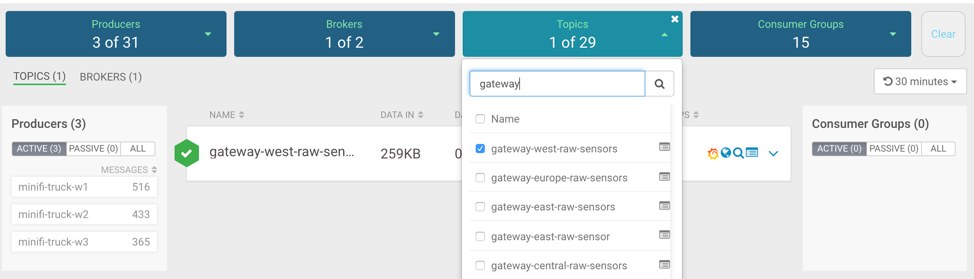 Producers
3 of 31
Brokers
1 of 2
Topics
1 of 29
Consumer Groups
15
Clear
TOPICS (1) BROKERS (1)
30 minutes
gateway
Producers (3)
ACTIVE (3) PASSIVE (0) ALL
MESSAGES
minifi-truck-w1 516
minifi-truck-w2 433
minifi-truck-w3 365
NAME DATA IN
gateway-west-raw-sen... 259KB 0
Name
gateway-west-raw-sensors
gateway-europe-raw-sensors
gateway-east-raw-sensors
gateway-east-raw-sensor
gateway-central-raw-sensors
Consumer Groups (0)
ACTIVE (0) PASSIVE (0) ALL